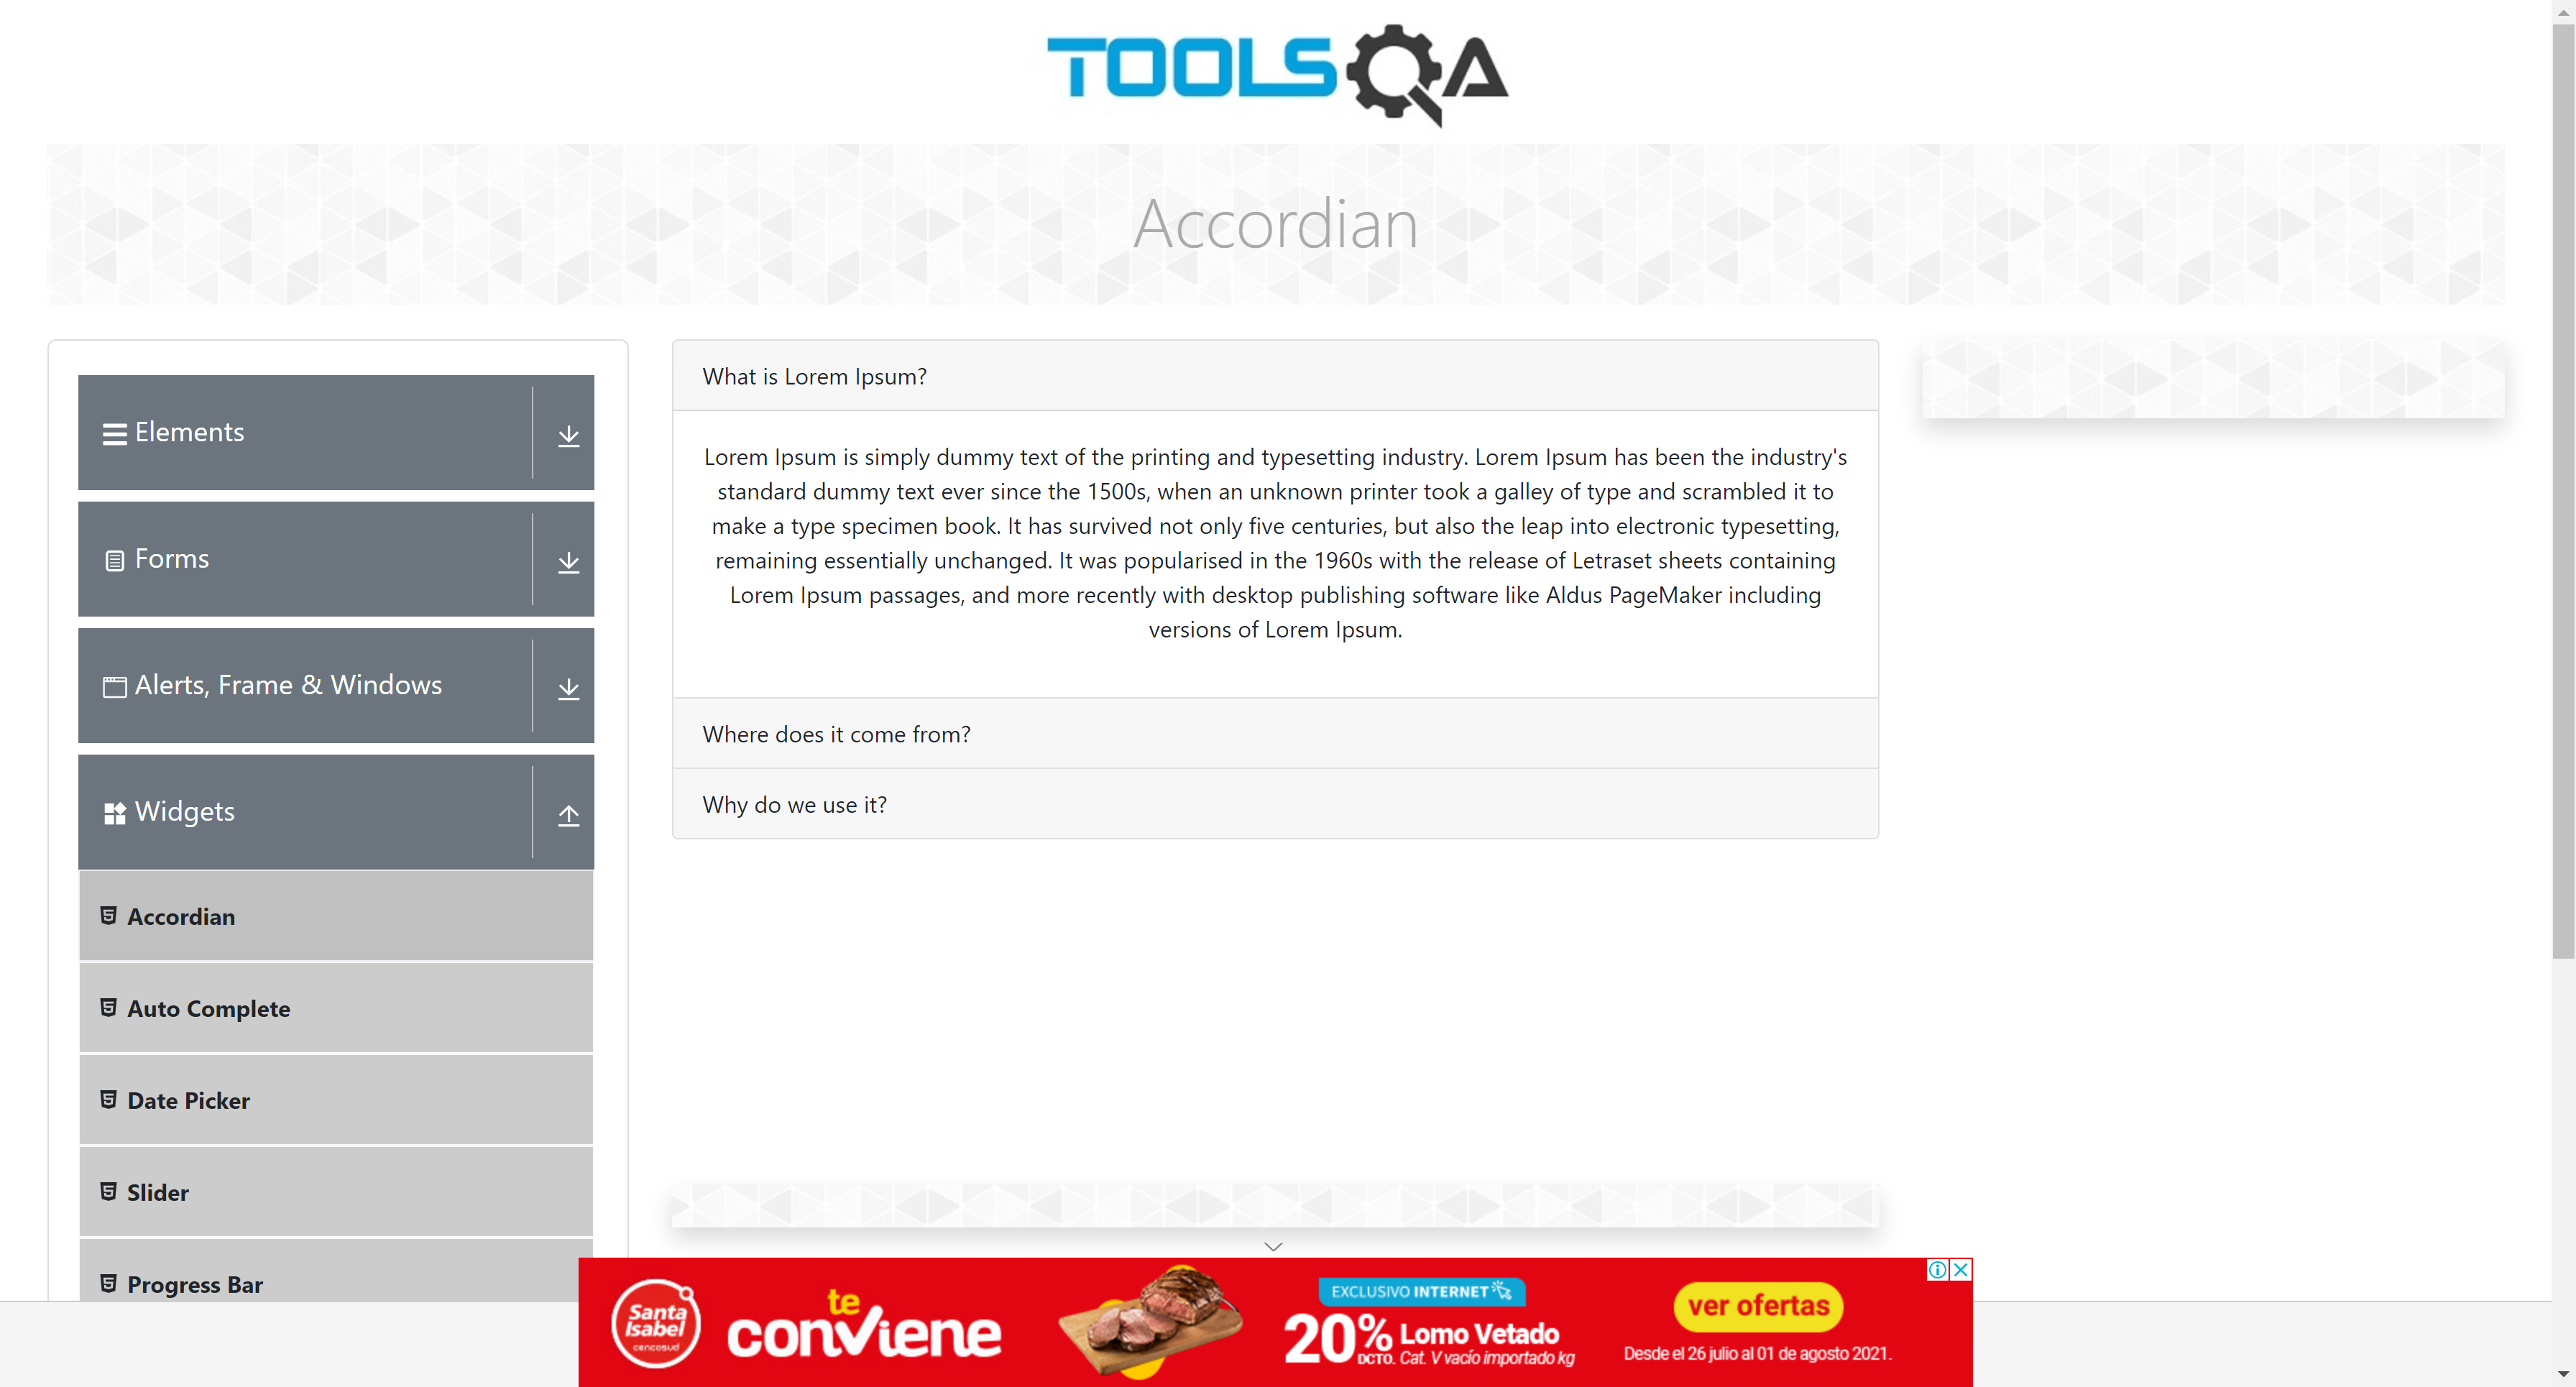 TOOLSQA
Accordian
Elements
Forms
Alerts, Frame & Windows
Widgets
Accordian
Auto Complete
Date Picker
Slider
Progress Bar
What is Lorem Ipsum?
Lorem Ipsum is simply dummy text of the printing and typesetting industry. Lorem Ipsum has been the industry's
standard dummy text ever since the 1500s, when an unknown printer took a galley of type and scrambled it to
make a type specimen book. It has survived not only five centuries, but also the leap into electronic typesetting,
remaining essentially unchanged. It was popularised in the 1960s with the release of Letraset sheets containing
Lorem Ipsum passages, and more recently with desktop publishing software like Aldus PageMaker including
versions of Lorem Ipsum.
Where does it come from?
Why do we use it?
Santa
Isabel
cencosud
te
conviene
EXCLUSIVO INTERNET
20% DCTO. Lomo Vetado
Cat. V vacío importado kg
ver ofertas
Desde el 26 julio al 01 de agosto 2021.